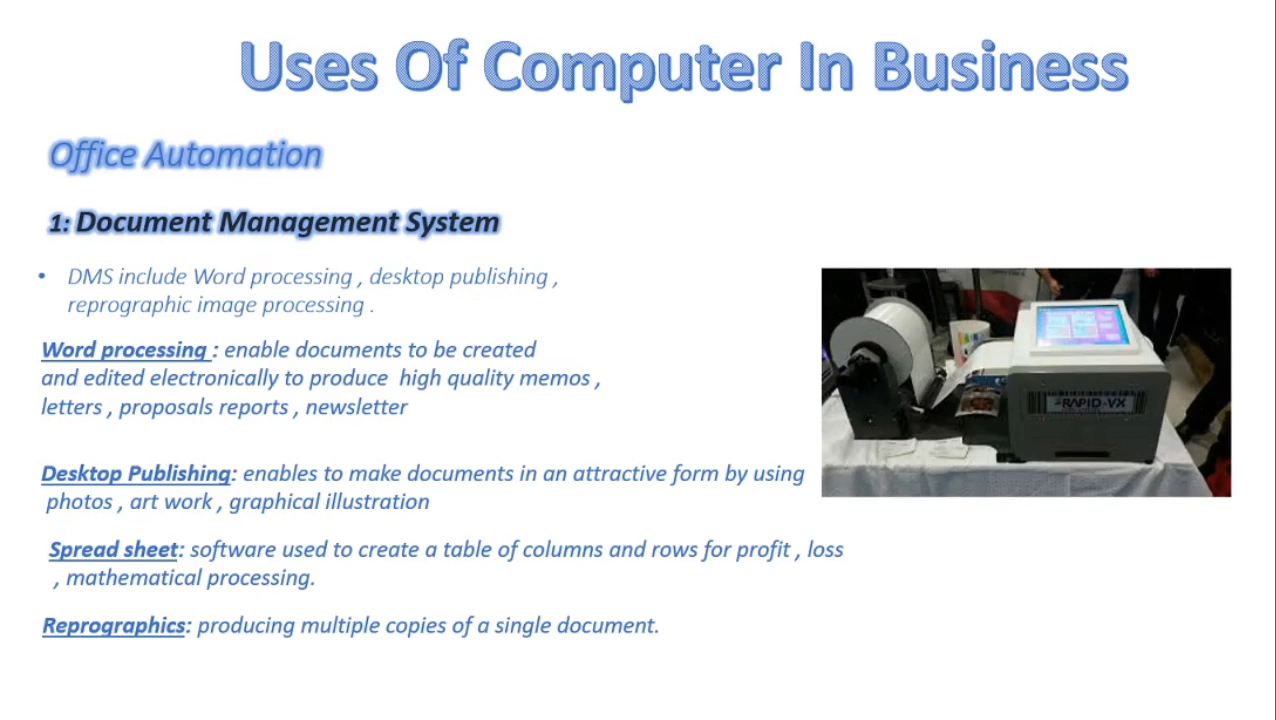 Uses Of Computer In Business
Office Automation
1: Document Management System
• DMS include Word processing , desktop publishing ,
reprographic image processing .
Word processing : enable documents to be created
and edited electronically to produce high quality memos ,
letters , proposals reports , newsletter
RAPID-VX
Desktop Publishing: enables to make documents in an attractive form by using
photos , art work , graphical illustration
Spread sheet: software used to create a table of columns and rows for profit , loss
, mathematical processing.
Reprographics: producing multiple copies of a single document.